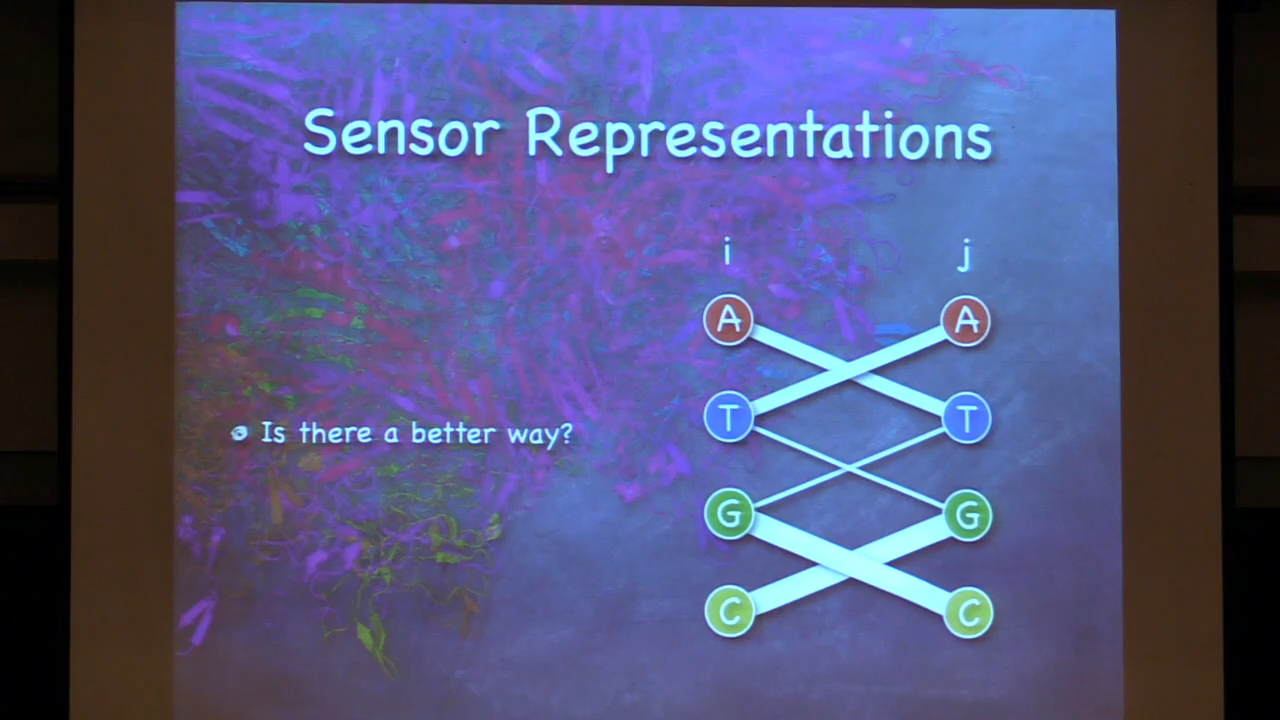 Sensor Representations
i j
A A
Is there a better way?
T T
G G
C C